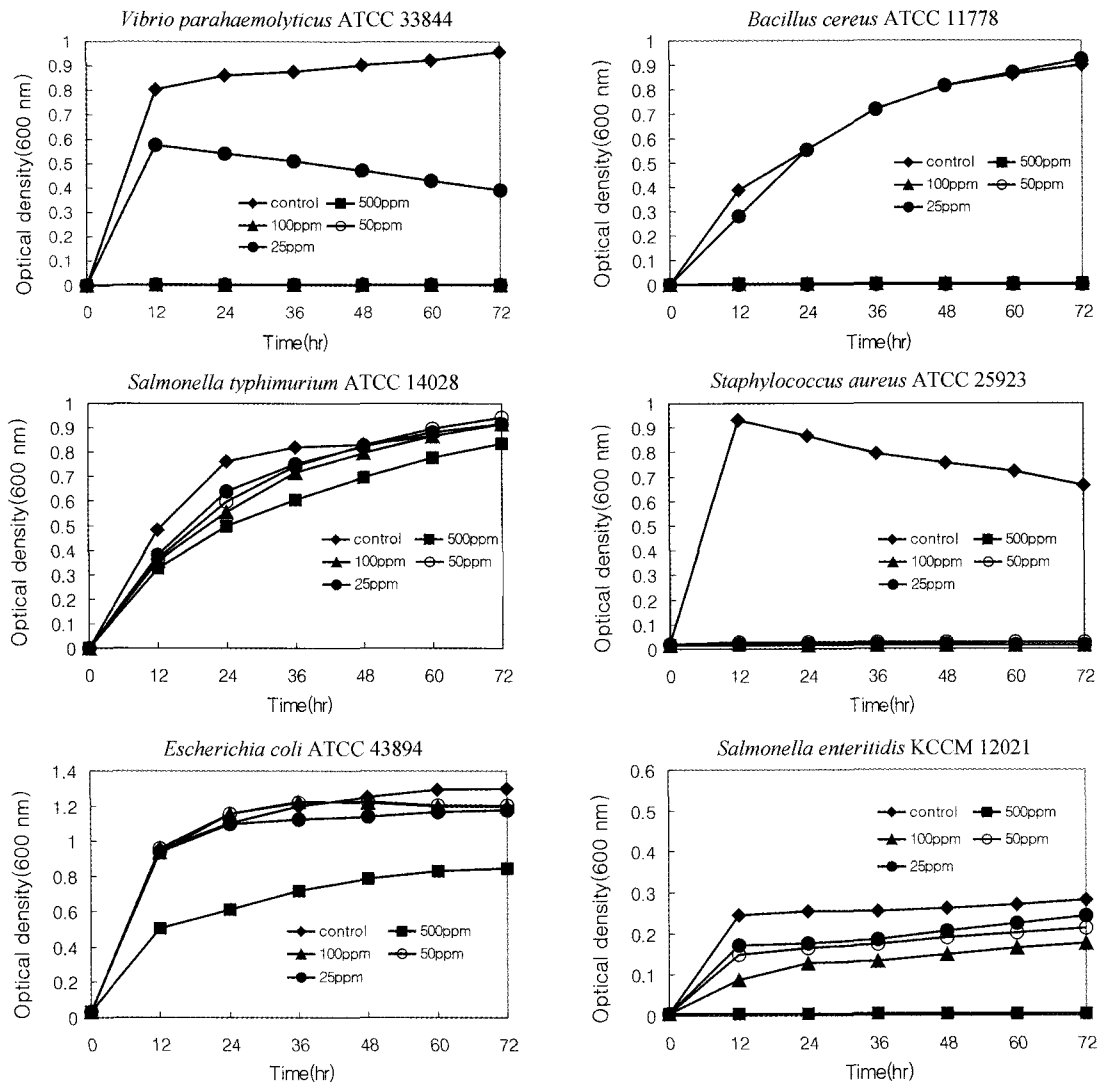 Vibrio parahaemolyticus ATCC 33844
1
0.9
0.8
0.7
0.6
0.5
0.4
0.3
0.2
0.1
0
Optical density(600 nm)
control 500ppm
100ppm 50ppm
25ppm
0 12 24 36 48 60 72
Time(hr)
Bacillus cereus ATCC 11778
1
0.9
0.8
0.7
0.6
0.5
0.4
0.3
0.2
0.1
0
Optical density(600 nm)
control 500ppm
100ppm 50ppm
25ppm
0 12 24 36 48 60 72
Time(hr)
Salmonella typhimurium ATCC 14028
1
0.9
0.8
0.7
0.6
0.5
0.4
0.3
0.2
0.1
0
Optical density(600 nm)
control 500ppm
100ppm 50ppm
25ppm
0 12 24 36 48 60 72
Time(hr)
Staphylococcus aureus ATCC 25923
1
0.9
0.8
0.7
0.6
0.5
0.4
0.3
0.2
0.1
0
Optical density(600 nm)
control 500ppm
100ppm 50ppm
25ppm
0 12 24 36 48 60 72
Time(hr)
Escherichia coli ATCC 43894
1.4
1.2
1
0.8
0.6
0.4
0.2
0
Optical density(600 nm)
control 500ppm
100ppm 50ppm
25ppm
0 12 24 36 48 60 72
Time(hr)
Salmonella enteritidis KCCM 12021
0.6
0.5
0.4
0.3
0.2
0.1
0
Optical density(600 nm)
control 500ppm
100ppm 50ppm
25ppm
0 12 24 36 48 60 72
Time(hr)